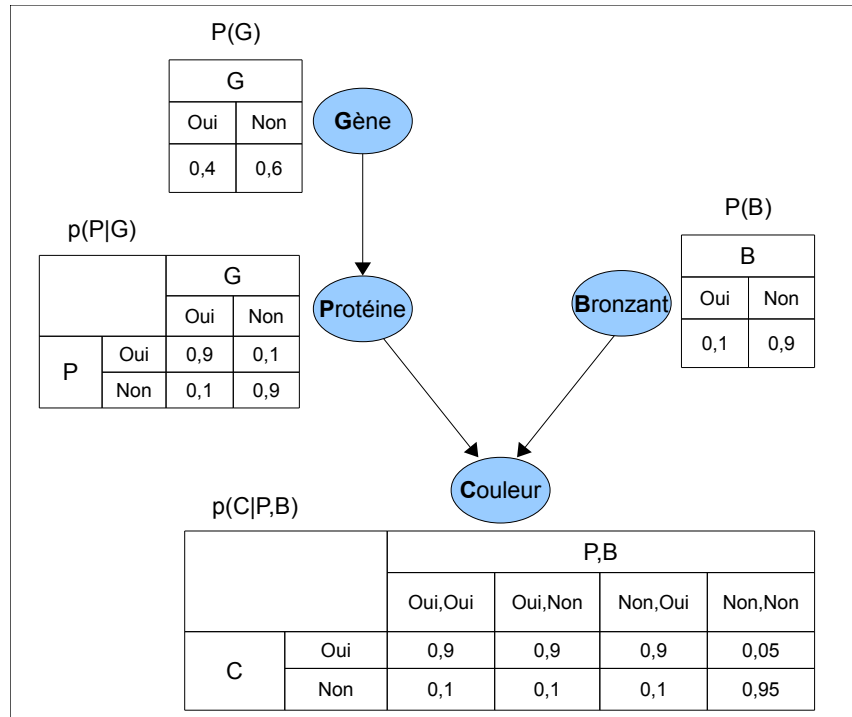 P(G)
G
Oui Non
0,4 0,6
Gène
P(B)
B
Oui Non
0,1 0,9
Bronzant
p(P|G)
G
Oui Non
P Oui 0,9 0,1
Non 0,1 0,9
Protéine
Couleur
p(C|P,B)
P,B
Oui,Oui Oui,Non Non,Oui Non,Non
C Oui 0,9 0,9 0,9 0,05
Non 0,1 0,1 0,1 0,95